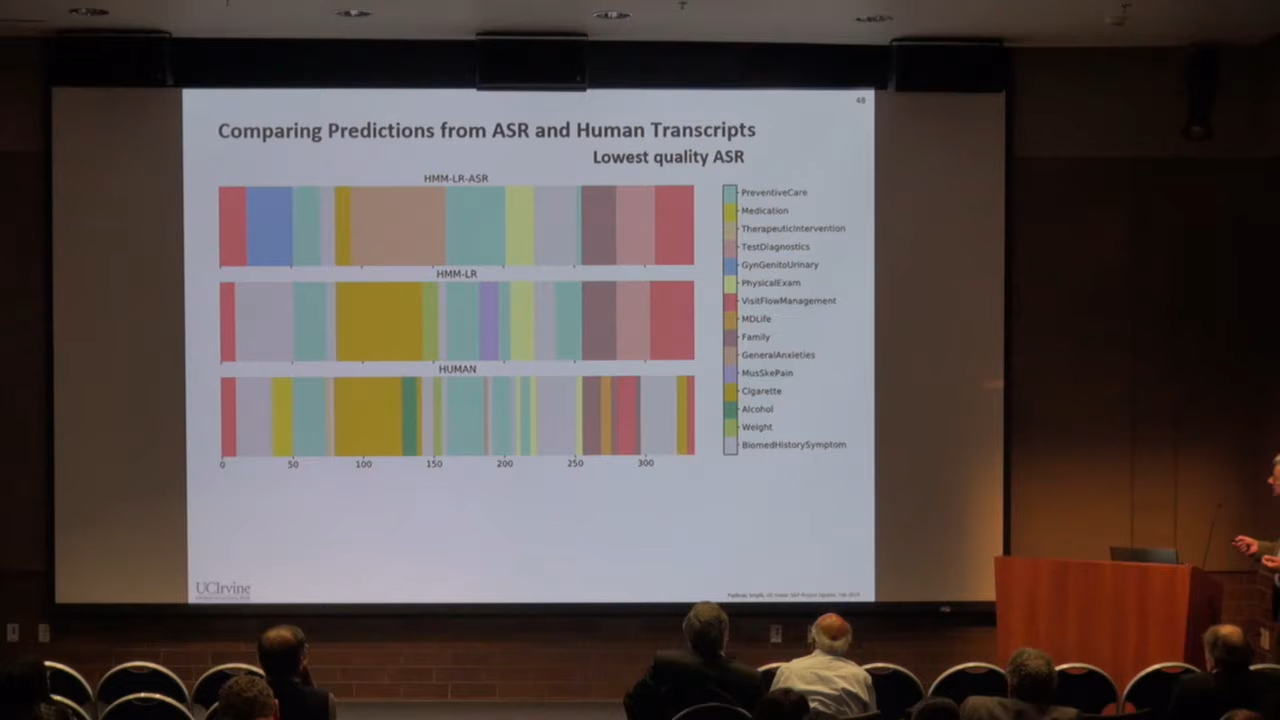 48
Comparing Predictions from ASR and Human Transcripts
Lowest quality ASR
HMM-LR-ASR
HMM-LR
HUMAN
0 50 100 150 200 250 300
PreventiveCare
Medication
TherapeuticIntervention
TestDiagnostics
GynGenitoUrinary
PhysicalExam
VisitFlowManagement
MDLife
Family
GeneralAnxieties
MusSkePain
Cigarette
Alcohol
Weight
BiomedHistorySymptom
UCIrvine